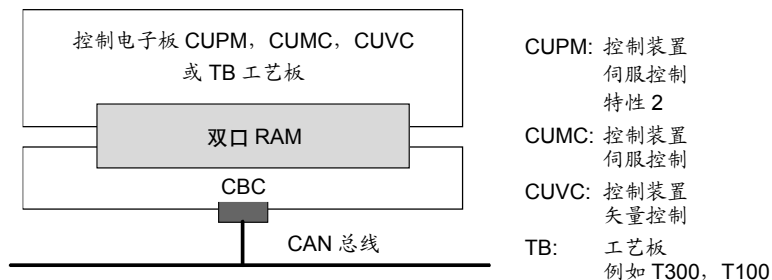 控制电子板 CUPM，CUMC，CUVC
或 TB 工艺板
双口 RAM
CBC
CAN 总线
CUPM: 控制装置
伺服控制
特性 2
CUMC: 控制装置
伺服控制
CUVC: 控制装置
矢量控制
TB: 工艺板
例如 T300，T100